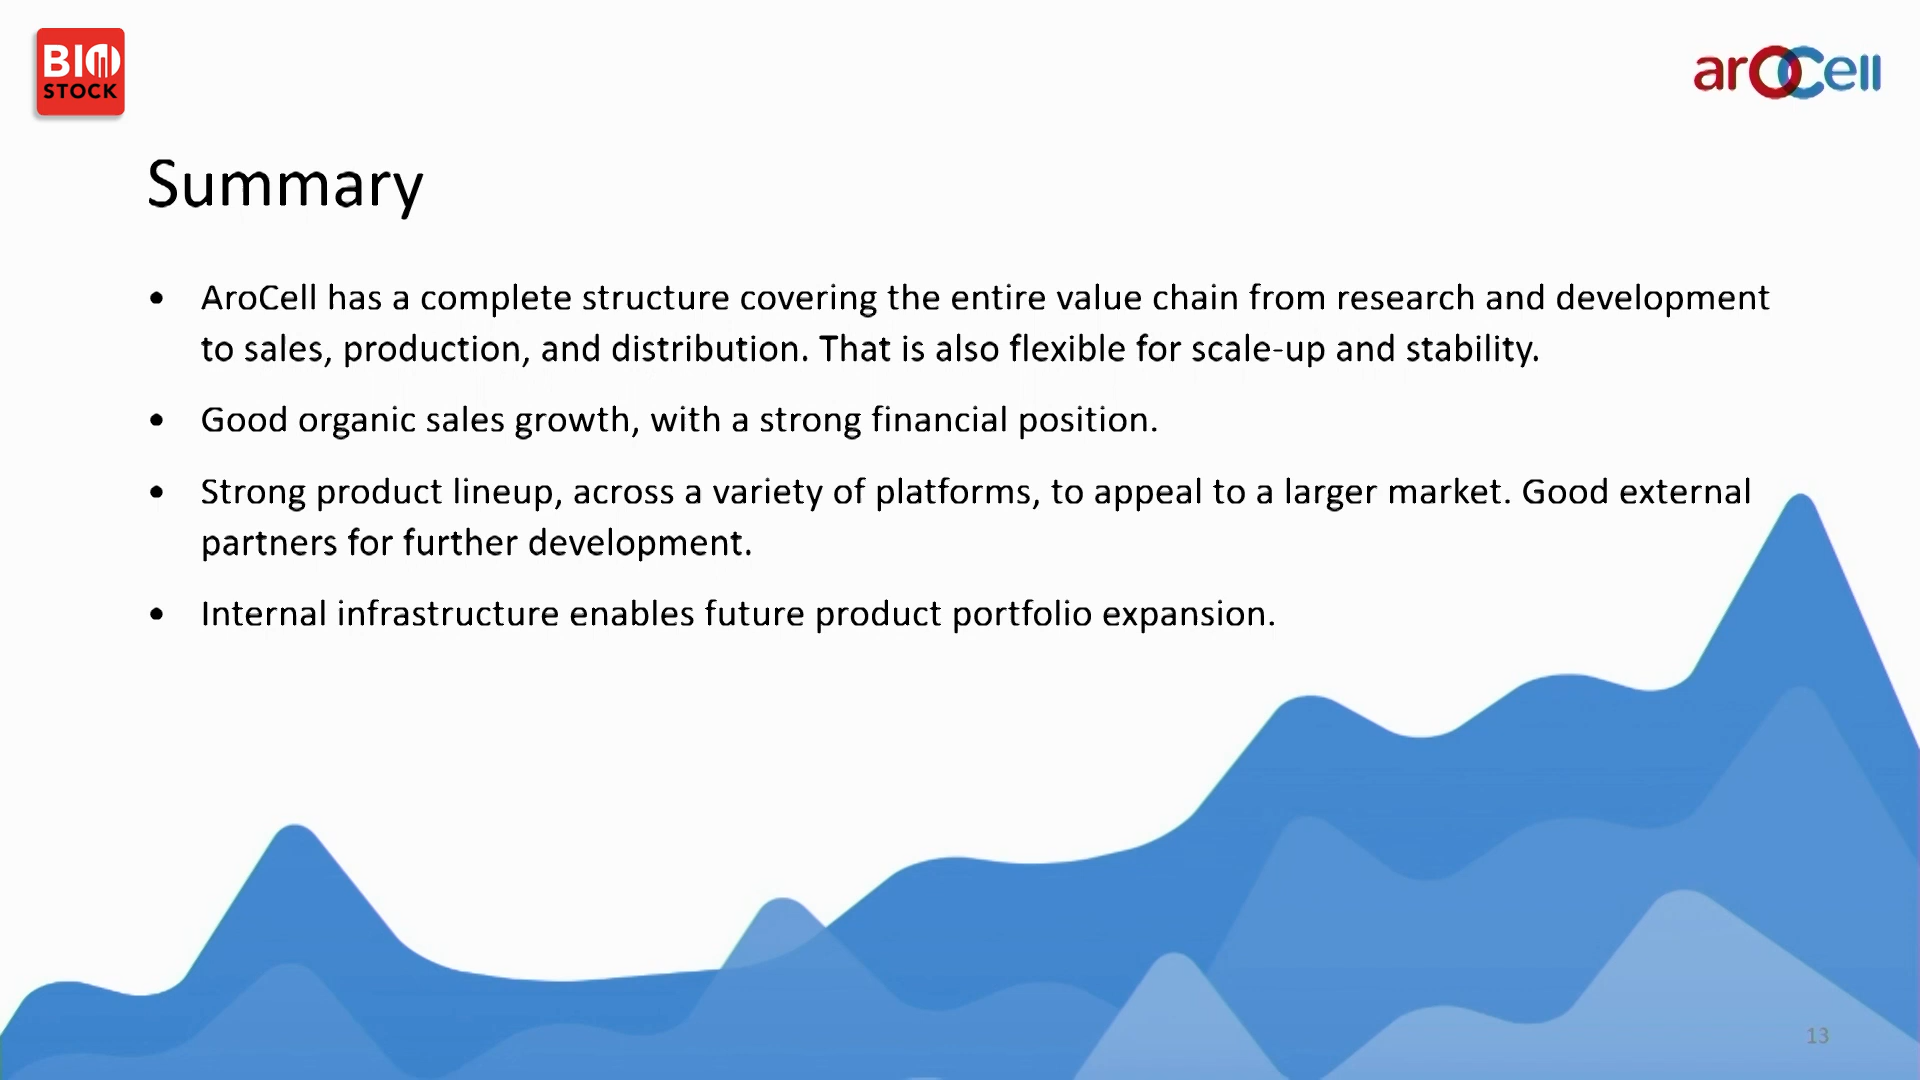 BIO
STOCK
arocell
Summary
• AroCell has a complete structure covering the entire value chain from research and development
to sales, production, and distribution. That is also flexible for scale-up and stability.
• Good organic sales growth, with a strong financial position.
• Strong product lineup, across a variety of platforms, to appeal to a larger market. Good external
partners for further development.
• Internal infrastructure enables future product portfolio expansion.
13